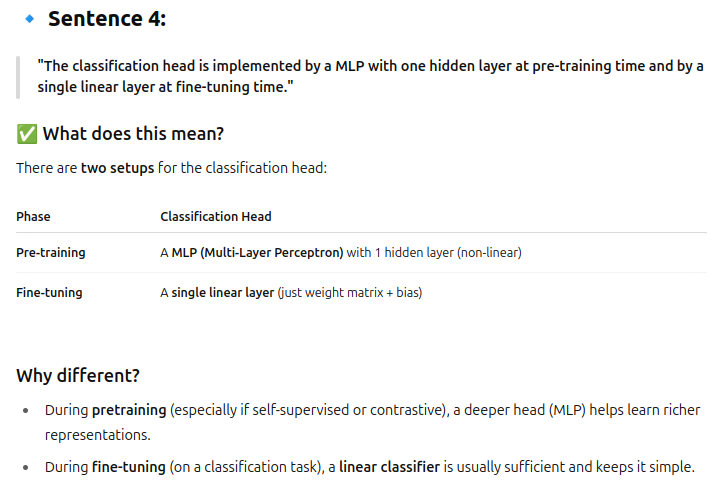 🔹 Sentence 4:
"The classification head is implemented by a MLP with one hidden layer at pre-training time and by a
single linear layer at fine-tuning time."
✅ What does this mean?
There are two setups for the classification head:
Phase Classification Head
Pre-training A MLP (Multi-Layer Perceptron) with 1 hidden layer (non-linear)
Fine-tuning A single linear layer (just weight matrix + bias)
Why different?
• During pretraining (especially if self-supervised or contrastive), a deeper head (MLP) helps learn richer
representations.
• During fine-tuning (on a classification task), a linear classifier is usually sufficient and keeps it simple.